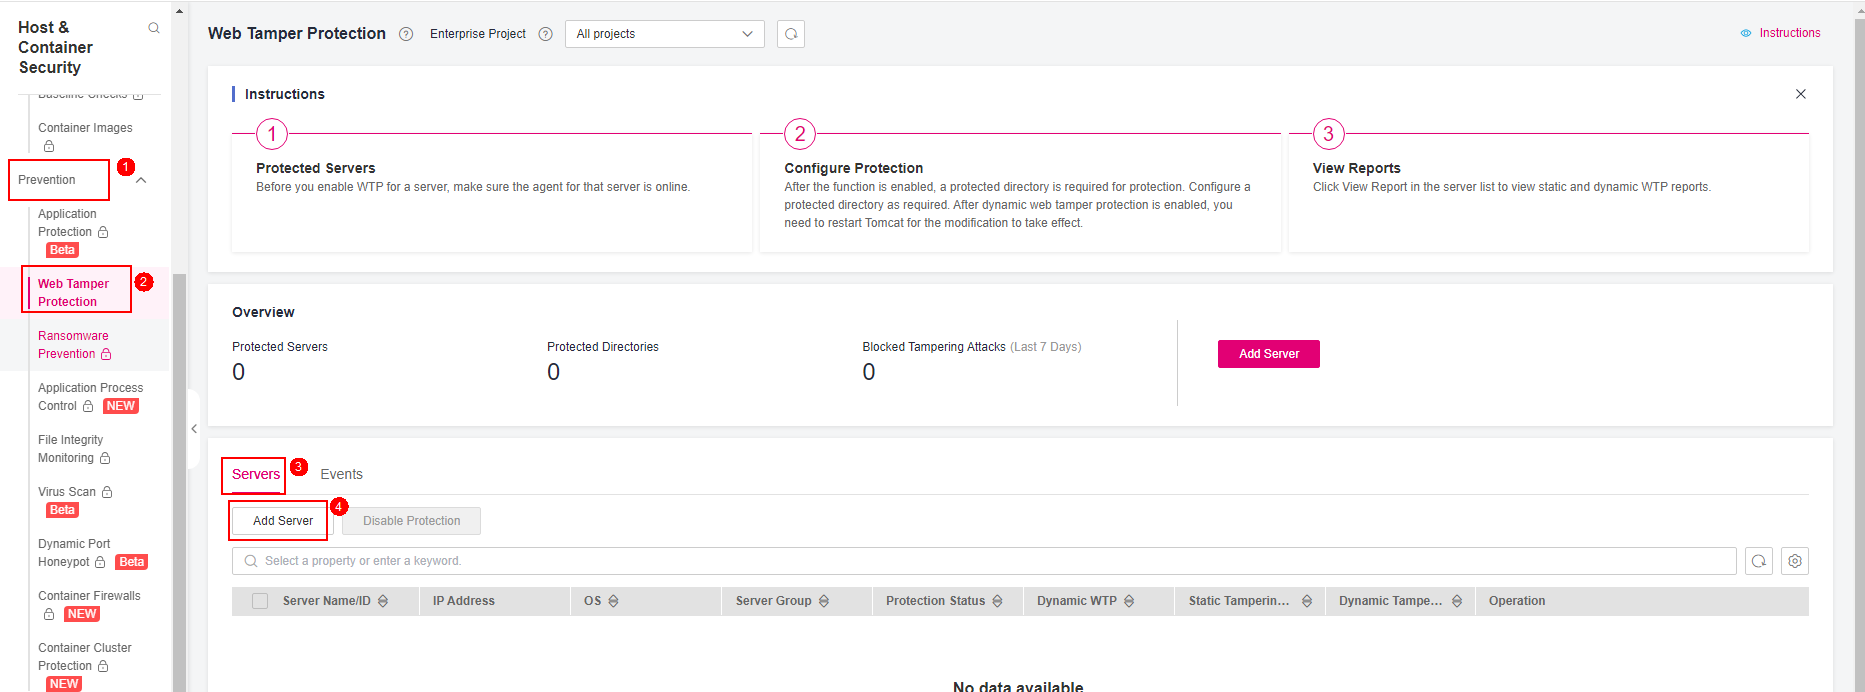 Host &
Container
Security
Baseline Checks
Container Images
Prevention
1
Application
Protection
Beta
Web Tamper
Protection
2
Ransomware
Prevention
Application Process
Control NEW
File Integrity
Monitoring
Virus Scan
Beta
Dynamic Port
Honeypot Beta
Container Firewalls
NEW
Container Cluster
Protection
NEW
Web Tamper Protection ? Enterprise Project ? All projects
Instructions
Instructions
1
Protected Servers
Before you enable WTP for a server, make sure the agent for that server is online.
2
Configure Protection
After the function is enabled, a protected directory is required for protection. Configure a
protected directory as required. After dynamic web tamper protection is enabled, you
need to restart Tomcat for the modification to take effect.
3
View Reports
Click View Report in the server list to view static and dynamic WTP reports.
Overview
Protected Servers
0
Protected Directories
0
Blocked Tampering Attacks (Last 7 Days)
0
Add Server
Servers 3 Events
Add Server 4 Disable Protection
Select a property or enter a keyword.
Server Name/ID IP Address OS Server Group Protection Status Dynamic WTP Static Tamperin... Dynamic Tampe... Operation
No data available